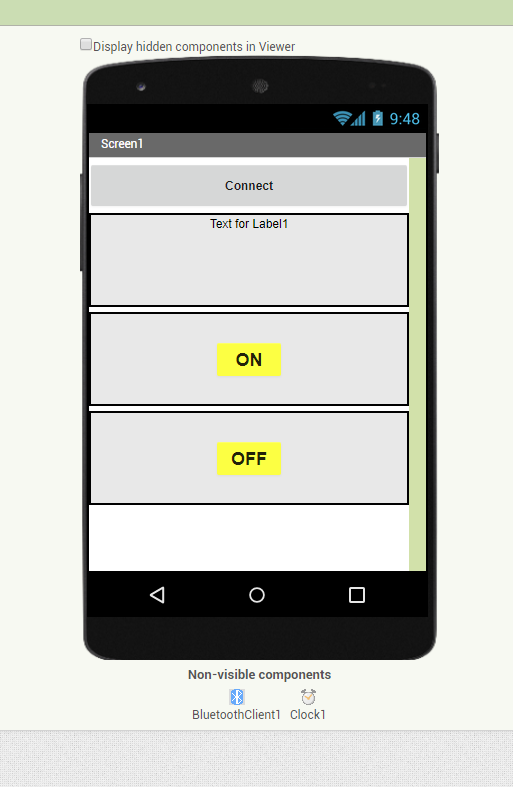 Display hidden components in Viewer
9:48
Screen1
Connect
Text for Label1
ON
OFF
Non-visible components
BluetoothClient1 Clock1